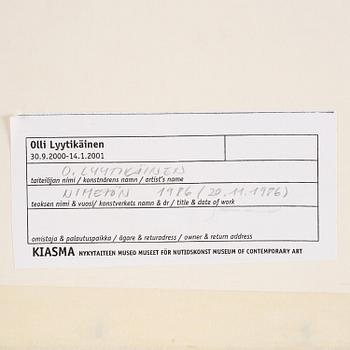 Olli Lyytikäinen
30.9.2000-14.1.2001
O. LYYTIKÄINEN
taiteilijan nimi / konstnärens namn / artist's name
NIMETÖN 1986 (20.11.1986)
teoksen nimi & vuosi/ konstverkets namn & år / title & date of work
omistaja & palautuspaikka / ägare & returadress / owner & return address
KIASMA NYKYTAITEEN MUSEO MUSEET FÖR NUTIDSKONST MUSEUM OF CONTEMPORARY ART